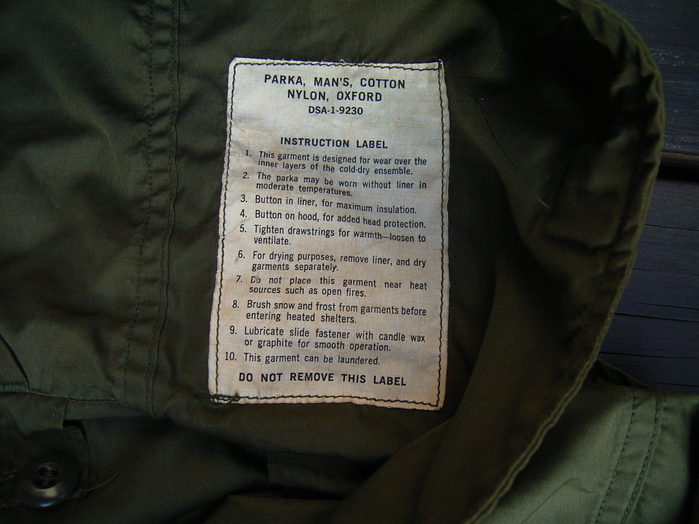 PARKA, MAN'S, COTTON
NYLON, OXFORD
DSA-1-9230
INSTRUCTION LABEL
1. This garment is designed for wear over the
inner layers of the cold-dry ensemble.
2. The parka may be worn without liner in
moderate temperatures.
3. Button in liner, for maximum insulation.
4. Button on hood, for added head protection.
5. Tighten drawstrings for warmth—loosen to
ventilate.
6. For drying purposes, remove liner, and dry
garments separately.
7. Do not place this garment near heat
sources such as open fires.
8. Brush snow and frost from garments before
entering heated shelters.
9. Lubricate slide fastener with candle wax
or graphite for smooth operation.
10. This garment can be laundered.
DO NOT REMOVE THIS LABEL